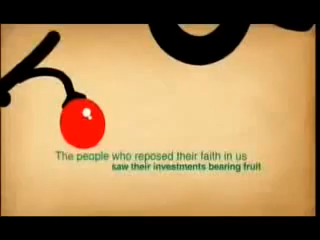 The people who reposed their faith in us
saw their investments bearing fruit